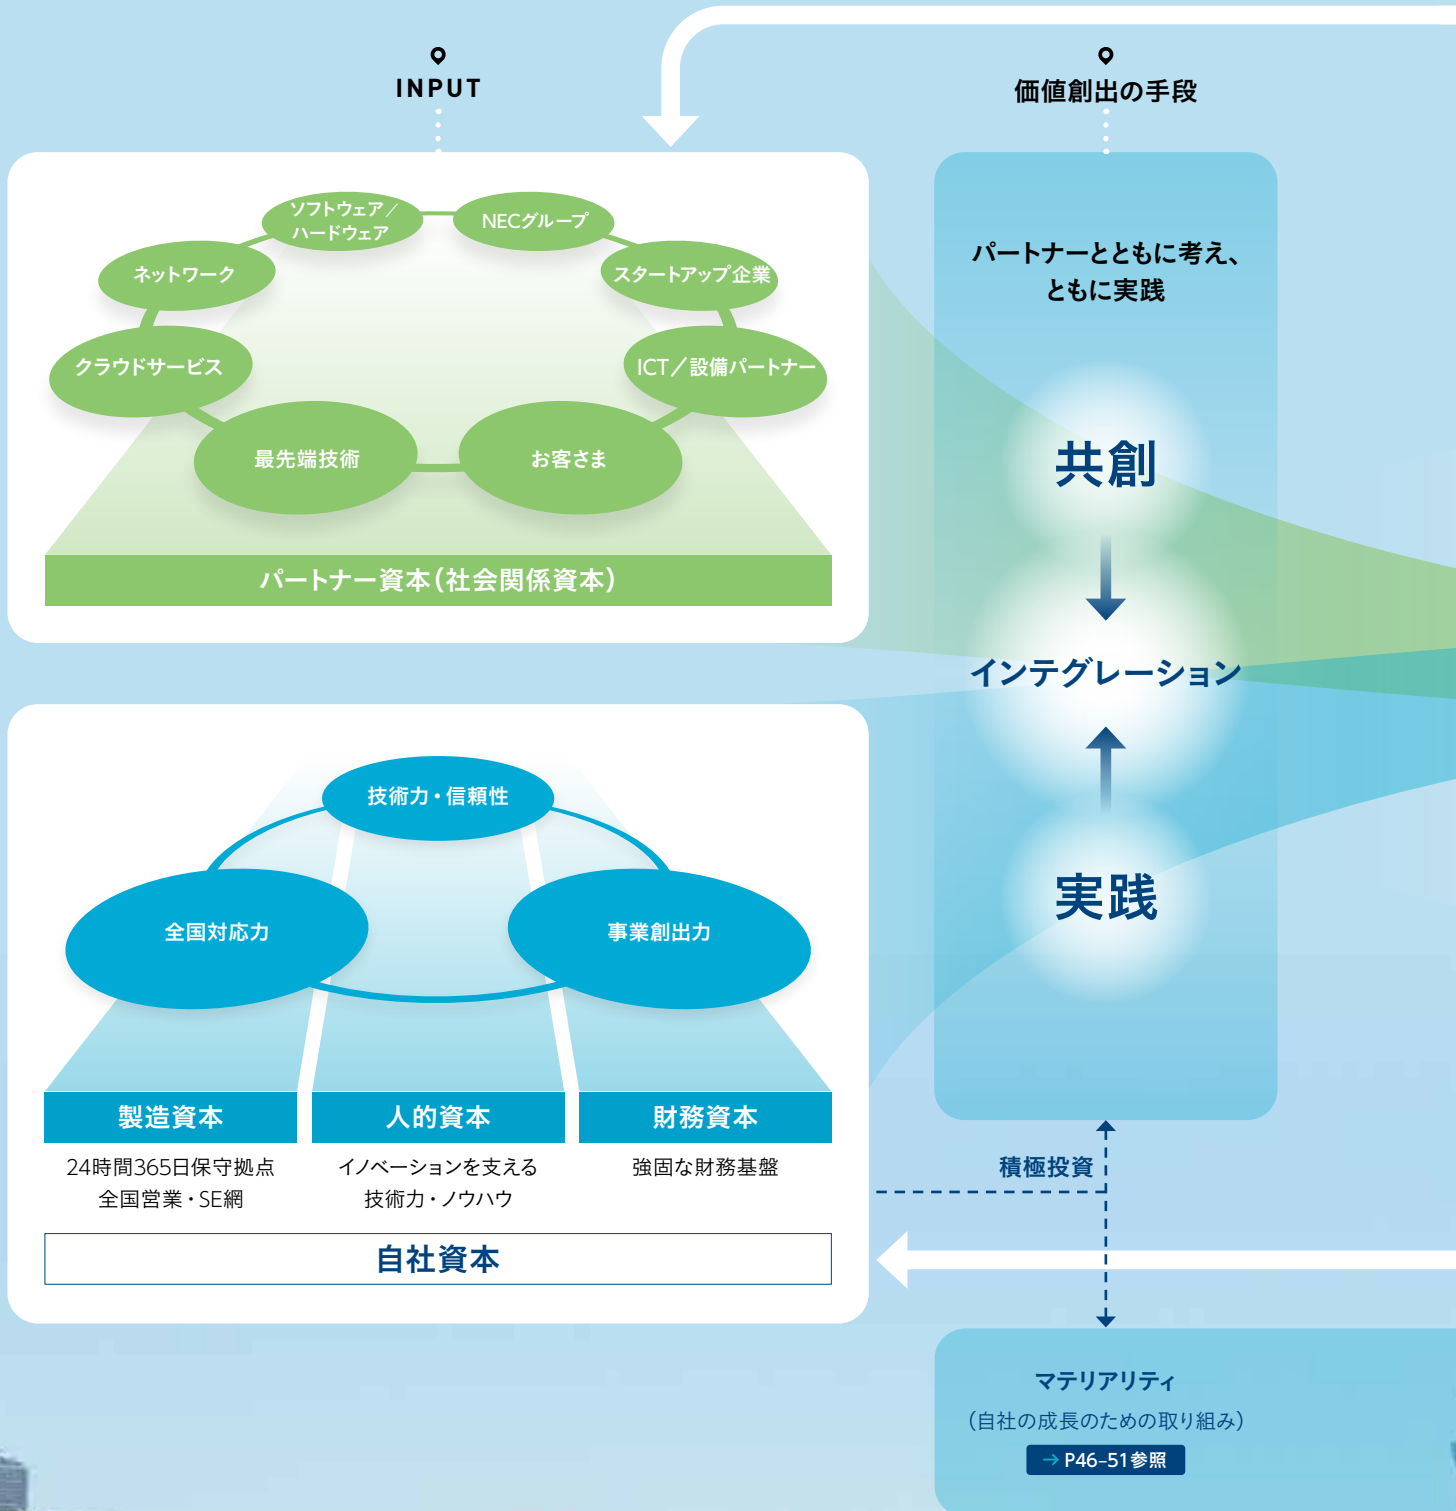 INPUT
ソフトウェア／
ハードウェア
NECグループ
ネットワーク
スタートアップ企業
クラウドサービス
ICT／設備パートナー
最先端技術
お客さま
パートナー資本（社会関係資本）
技術力・信頼性
全国対応力
事業創出力
製造資本
24時間365日保守拠点
全国営業・SE網
人的資本
イノベーションを支える
技術力・ノウハウ
財務資本
強固な財務基盤
自社資本
価値創出の手段
パートナーとともに考え、
ともに実践
共創
インテグレーション
実践
積極投資
マテリアリティ
（自社の成長のための取り組み）
→ P46–51参照